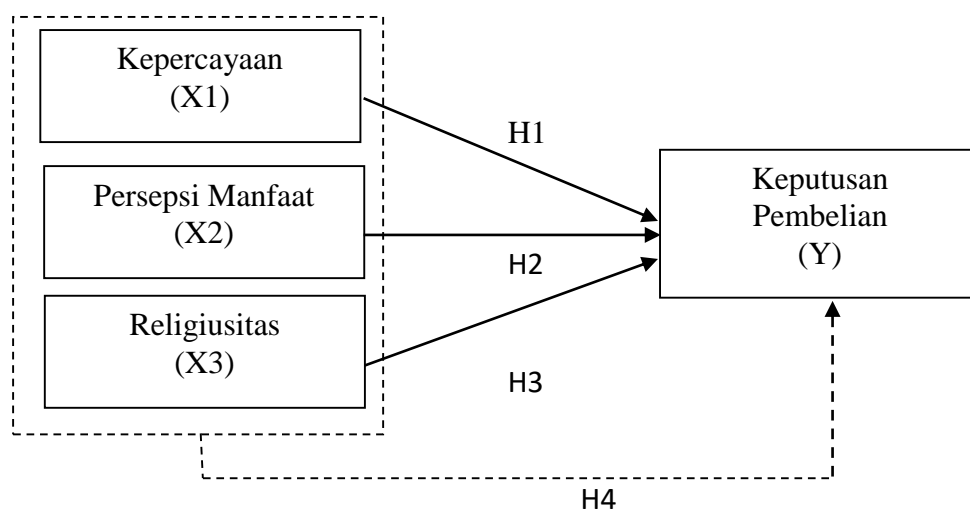 Kepercayaan
(X1)
H1
Persepsi Manfaat
(X2)
H2
Keputusan
Pembelian
(Y)
Religiusitas
(X3)
H3
H4